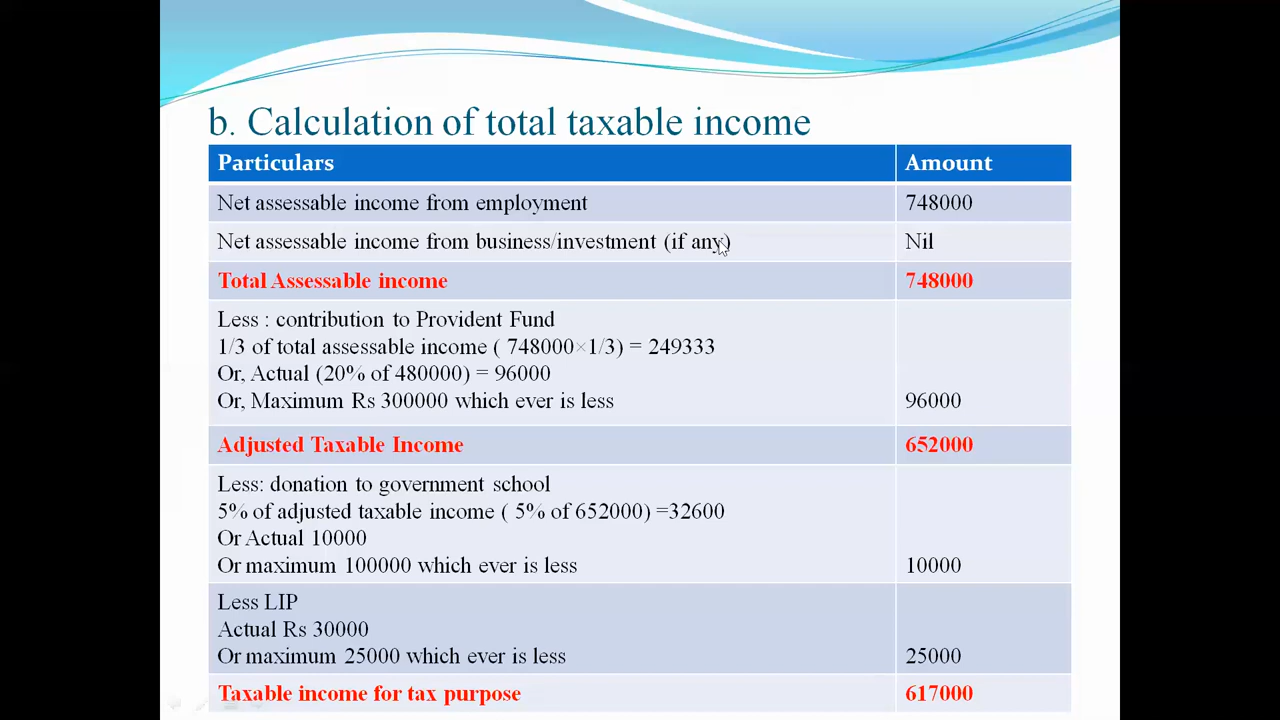 b. Calculation of total taxable income
Particulars Amount
Net assessable income from employment 748000
Net assessable income from business/investment (if any) Nil
Total Assessable income 748000
Less : contribution to Provident Fund
1/3 of total assessable income ( 748000×1/3) = 249333
Or, Actual (20% of 480000) = 96000
Or, Maximum Rs 300000 which ever is less 96000
Adjusted Taxable Income 652000
Less: donation to government school
5% of adjusted taxable income ( 5% of 652000) =32600
Or Actual 10000
Or maximum 100000 which ever is less 10000
Less LIP
Actual Rs 30000
Or maximum 25000 which ever is less 25000
Taxable income for tax purpose 617000